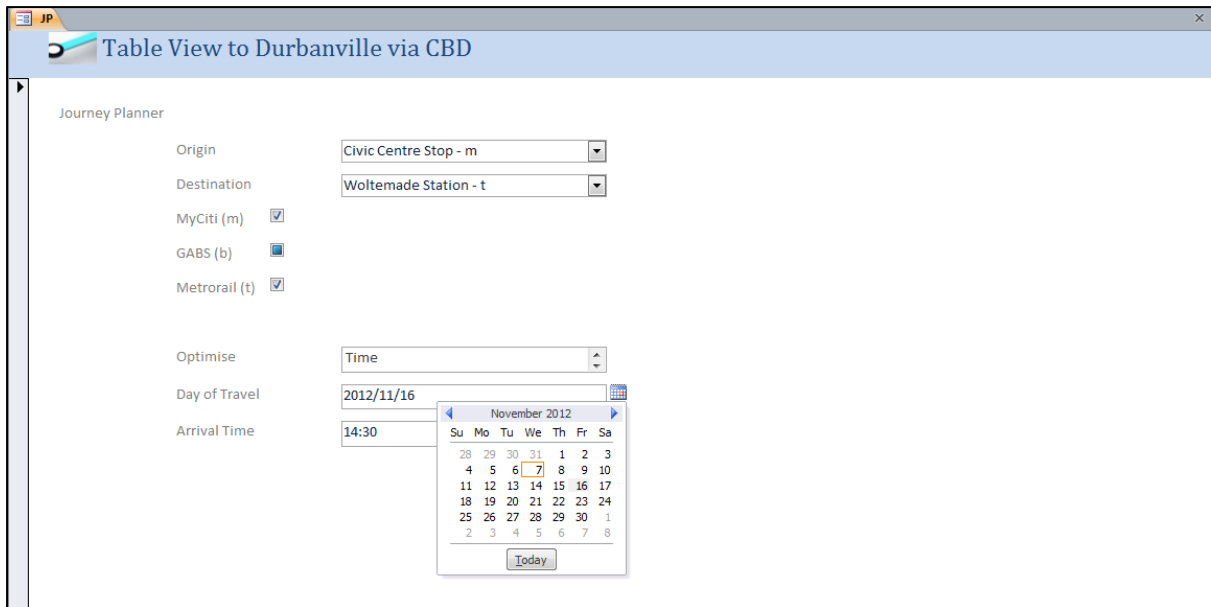 JP
Table View to Durbanville via CBD
Journey Planner
Origin Civic Centre Stop - m
Destination Woltemade Station - t
MyCiti (m)
GABS (b)
Metrorail (t)
Optimise Time
Day of Travel 2012/11/16
November 2012
Arrival Time 14:30
Su Mo Tu We Th Fr Sa
28 29 30 31 1 2 3
4 5 6 7 8 9 10
11 12 13 14 15 16 17
18 19 20 21 22 23 24
25 26 27 28 29 30 1
2 3 4 5 6 7 8
Today